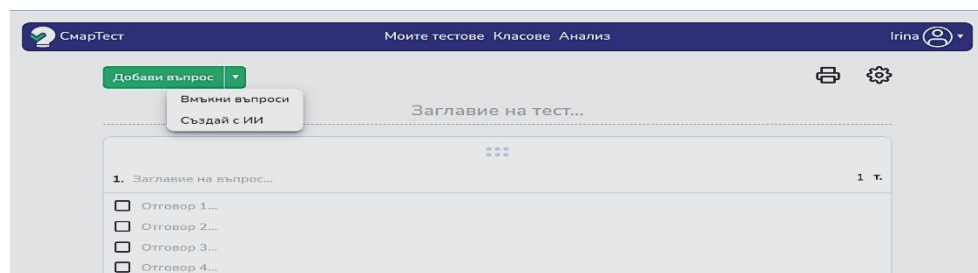 СмарТест Моите тестове Класове Анализ Irina
Добави въпрос
Вмъкни въпроси
Създай с ИИ
Заглавие на тест...
1. Заглавие на въпрос... 1 т.
Отговор 1...
Отговор 2...
Отговор 3...
Отговор 4...